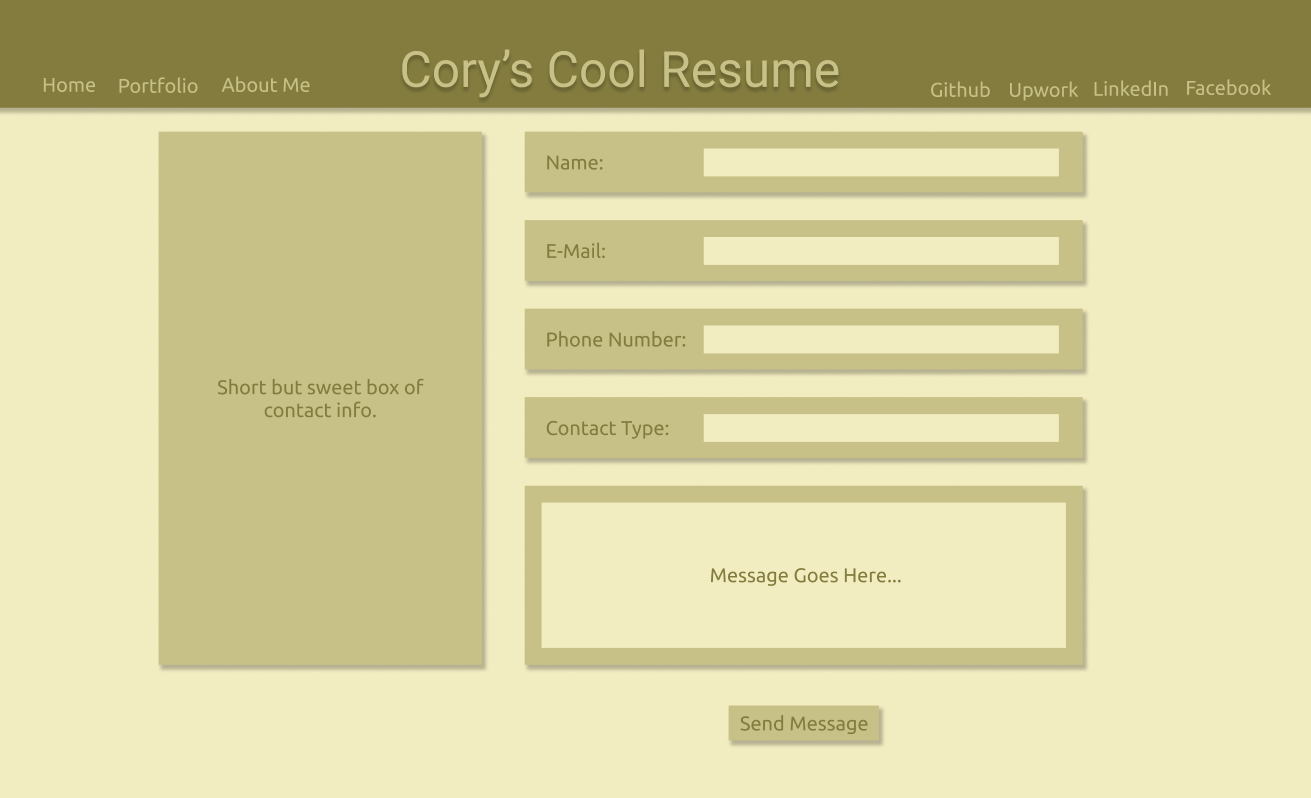 Home Portfolio About Me
Cory’s Cool Resume
Github Upwork LinkedIn Facebook
Short but sweet box of
contact info.
Name:
E-Mail:
Phone Number:
Contact Type:
Message Goes Here...
Send Message